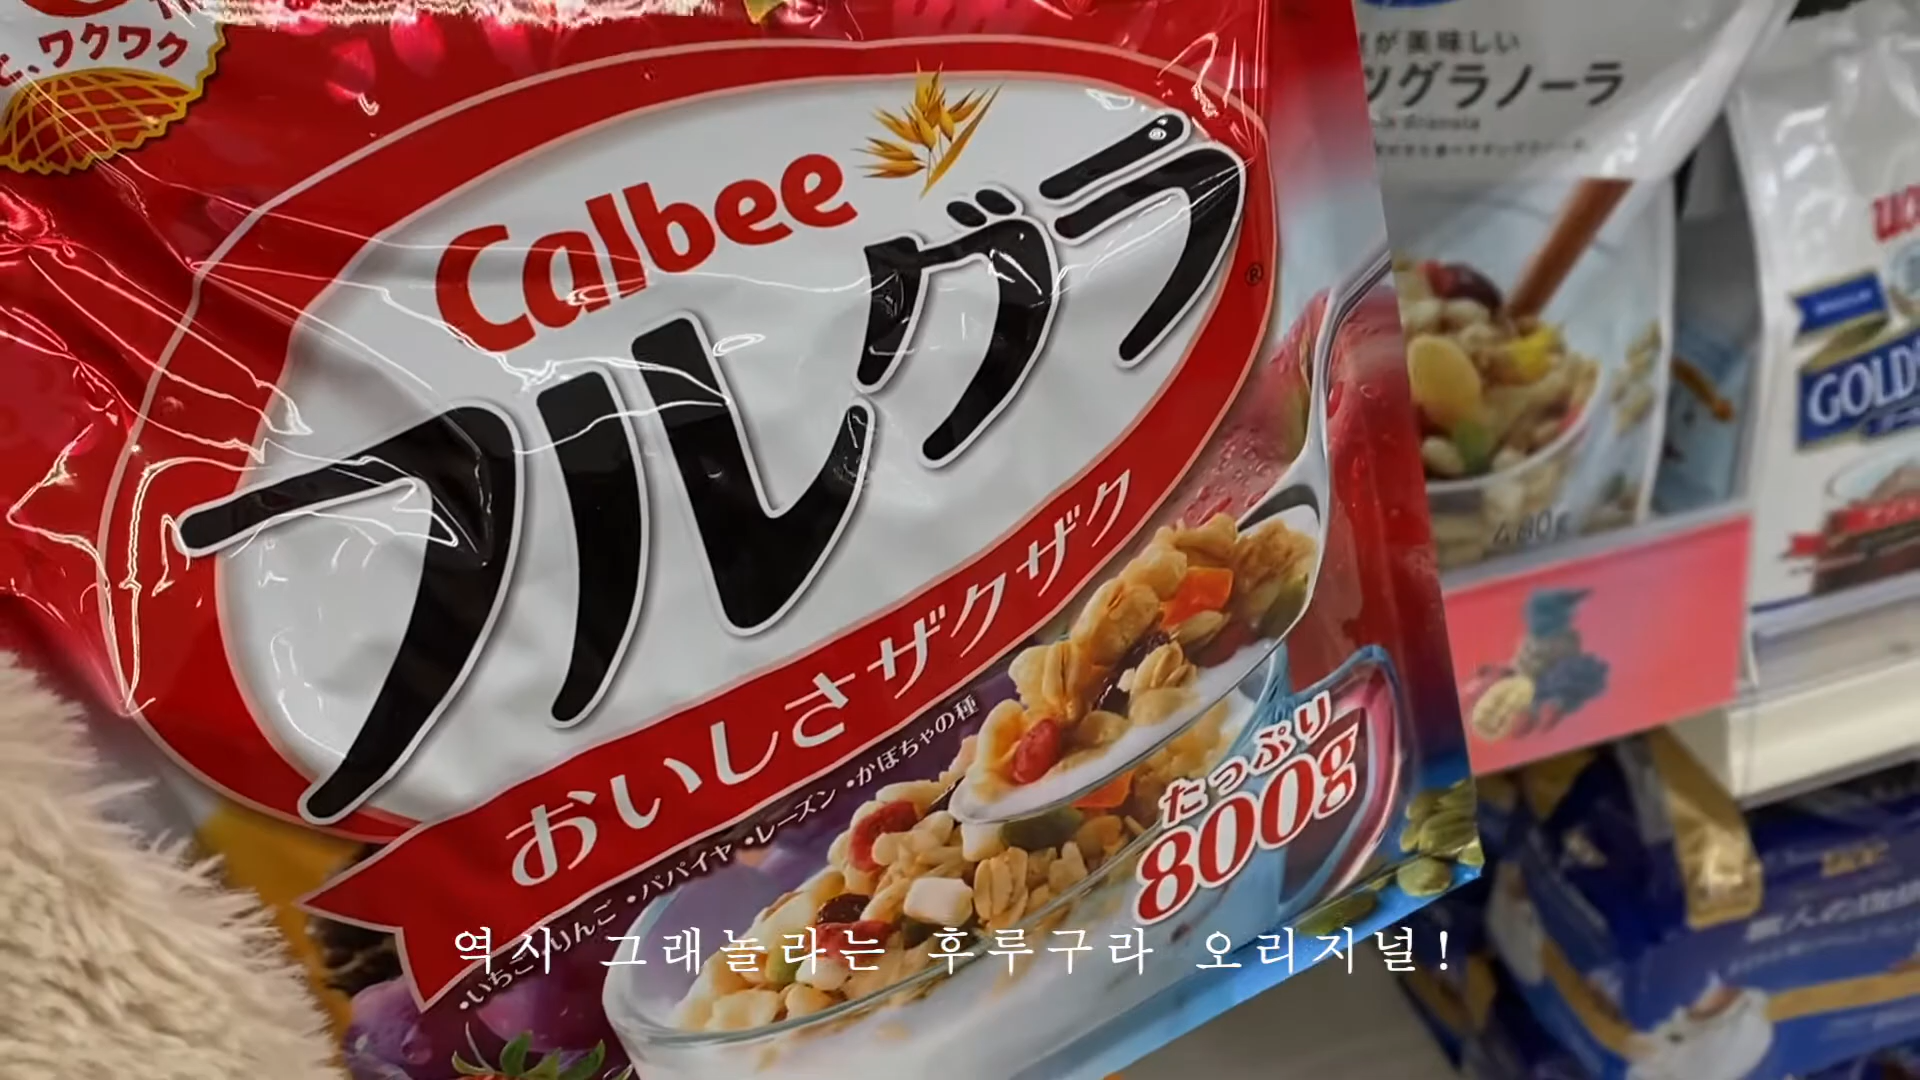 ワクワク
Calbee
フルグラ
®
おいしさザクザク
•いちご•りんご•パパイヤ•レーズン•かぼちゃの種
たっぷり
800g
が美味しい
ツグラノーラ
480g
GOLD
역시 그래놀라는 후루구라 오리지널!